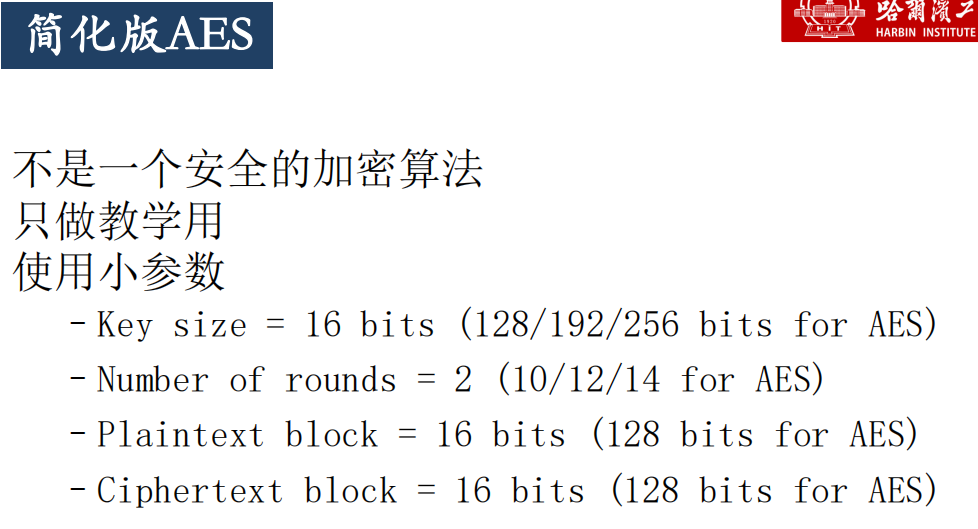 简化版AES
哈爾濱工
HARBIN INSTITUTE
HIT
不是一个安全的加密算法
只做教学用
使用小参数
- Key size = 16 bits (128/192/256 bits for AES)
- Number of rounds = 2 (10/12/14 for AES)
- Plaintext block = 16 bits (128 bits for AES)
- Ciphertext block = 16 bits (128 bits for AES)